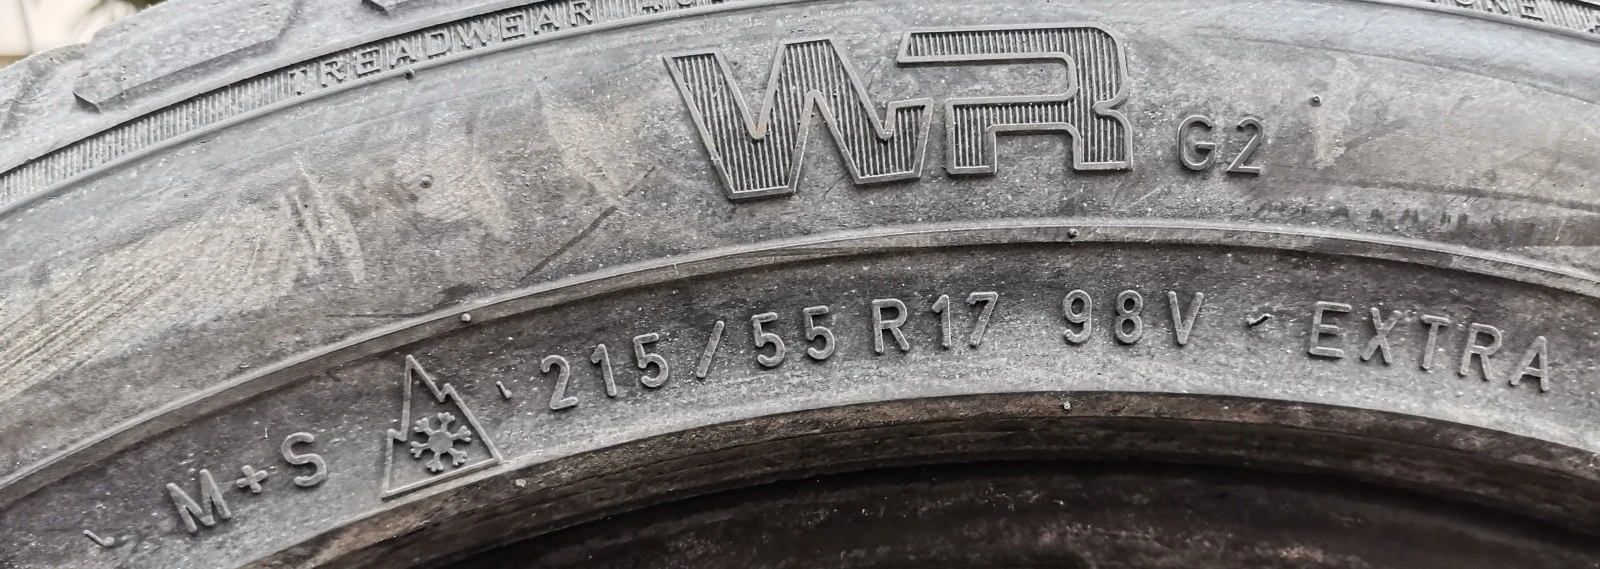 TREADWEAR
WR G2
M+S 215/55 R17 98V - EXTRA